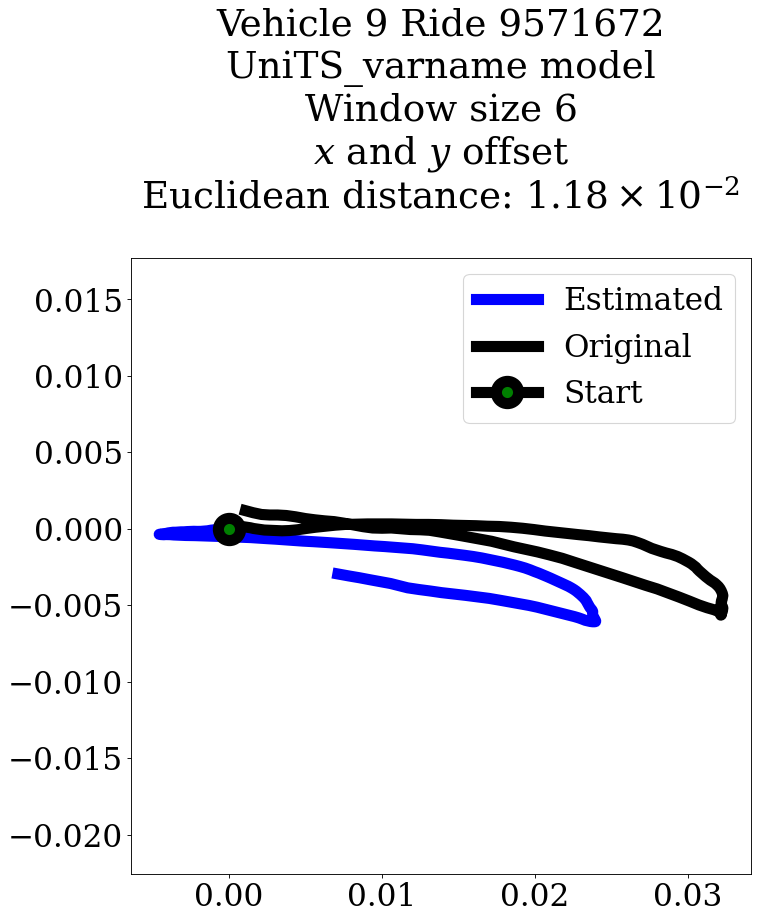 Vehicle 9 Ride 9571672
UniTS_varname model
Window size 6
x and y offset
Euclidean distance: 1.18 × 10⁻²
Estimated
Original
Start
0.015
0.010
0.005
0.000
−0.005
−0.010
−0.015
−0.020
0.00 0.01 0.02 0.03